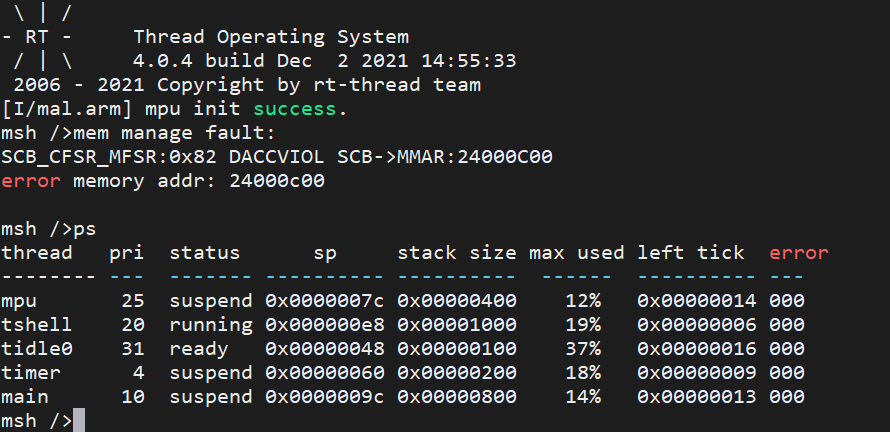 \ | /
- RT -     Thread Operating System
 / | \     4.0.4 build Dec  2 2021 14:55:33
 2006 - 2021 Copyright by rt-thread team
[I/mal.arm] mpu init success.
msh />mem manage fault:
SCB_CFSR_MFSR:0x82 DACCVIOL SCB->MMAR:24000C00
error memory addr: 24000c00

msh />ps
thread   pri  status      sp     stack size max used left tick  error
-------- ---  ------- ---------- ----------  ------  ---------- ---
mpu       25  suspend 0x0000007c 0x00000400    12%   0x00000014 000
tshell    20  running 0x000000e8 0x00001000    19%   0x00000006 000
tidle0    31  ready   0x00000048 0x00000100    37%   0x00000016 000
timer      4  suspend 0x00000060 0x00000200    18%   0x00000009 000
main      10  suspend 0x0000009c 0x00000800    14%   0x00000013 000
msh />